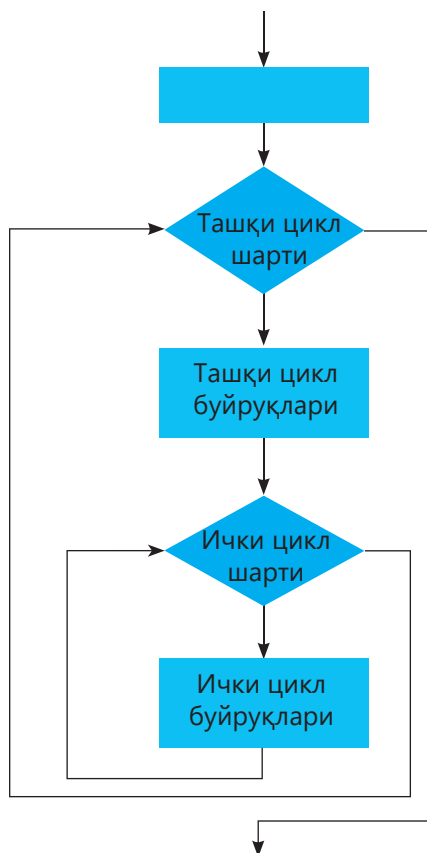 Ташқи цикл
шарти
Ташқи цикл
буйруқлари
Ички цикл
шарти
Ички цикл
буйруқлари